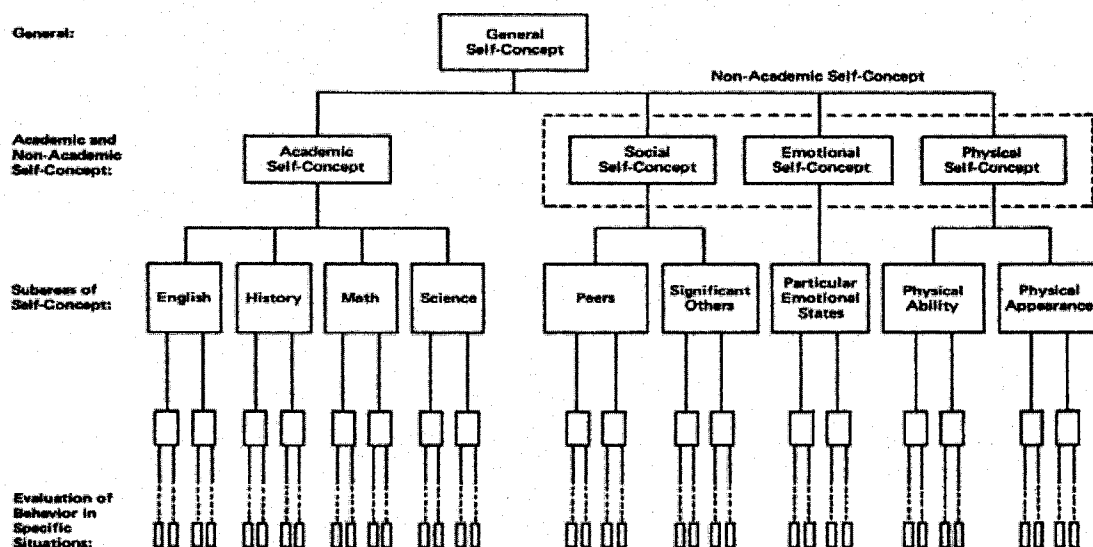 General:
General
Self-Concept
Non-Academic Self-Concept
Academic and
Non-Academic
Self-Concept:
Academic
Self-Concept
Social
Self-Concept
Emotional
Self-Concept
Physical
Self-Concept
Subareas of
Self-Concept:
English
History
Math
Science
Peers
Significant
Others
Particular
Emotional
States
Physical
Ability
Physical
Appearance
Evaluation of
Behavior in
Specific
Situations: